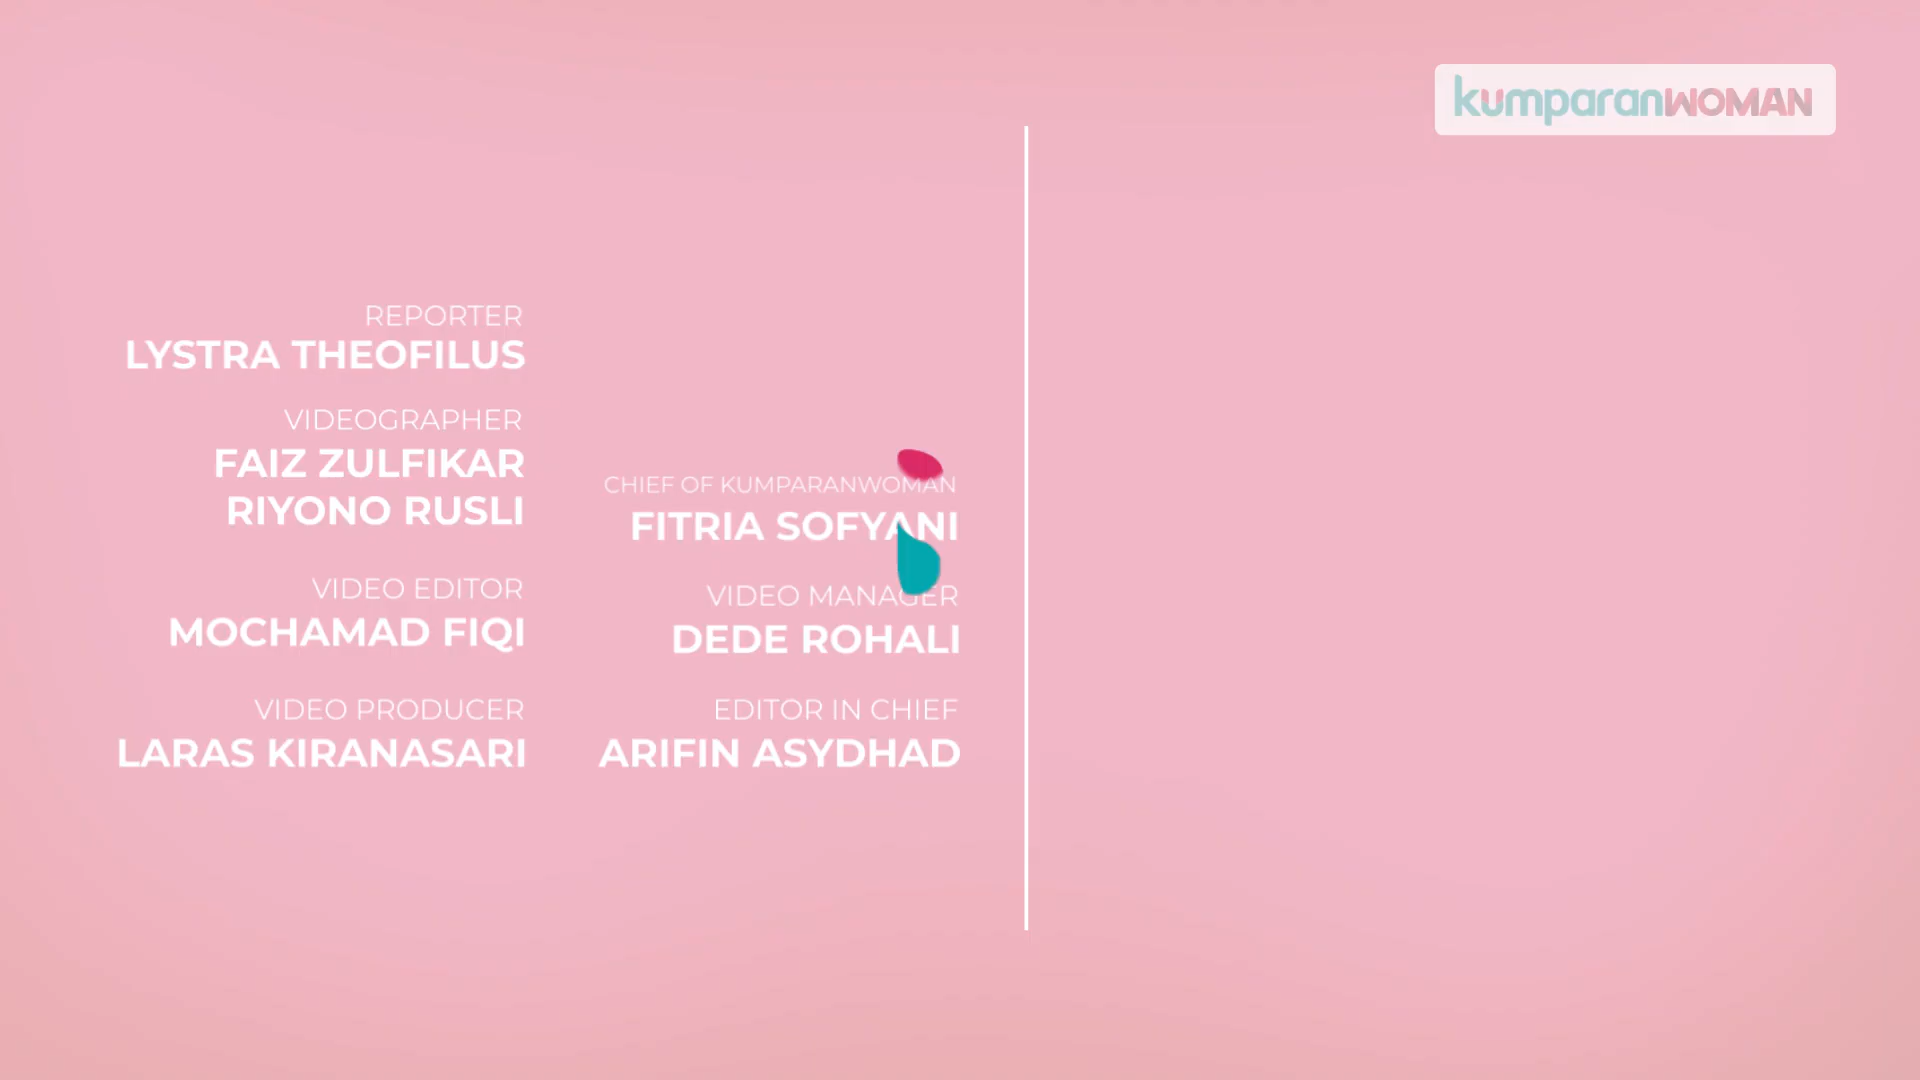 kumparanWOMAN
REPORTER
LYSTRA THEOFILUS
VIDEOGRAPHER
FAIZ ZULFIKAR
RIYONO RUSLI
VIDEO EDITOR
MOCHAMAD FIQI
VIDEO PRODUCER
LARAS KIRANASARI
CHIEF OF KUMPARANWOMAN
FITRIA SOFYANI
VIDEO MANAGER
DEDE ROHALI
EDITOR IN CHIEF
ARIFIN ASYDHAD